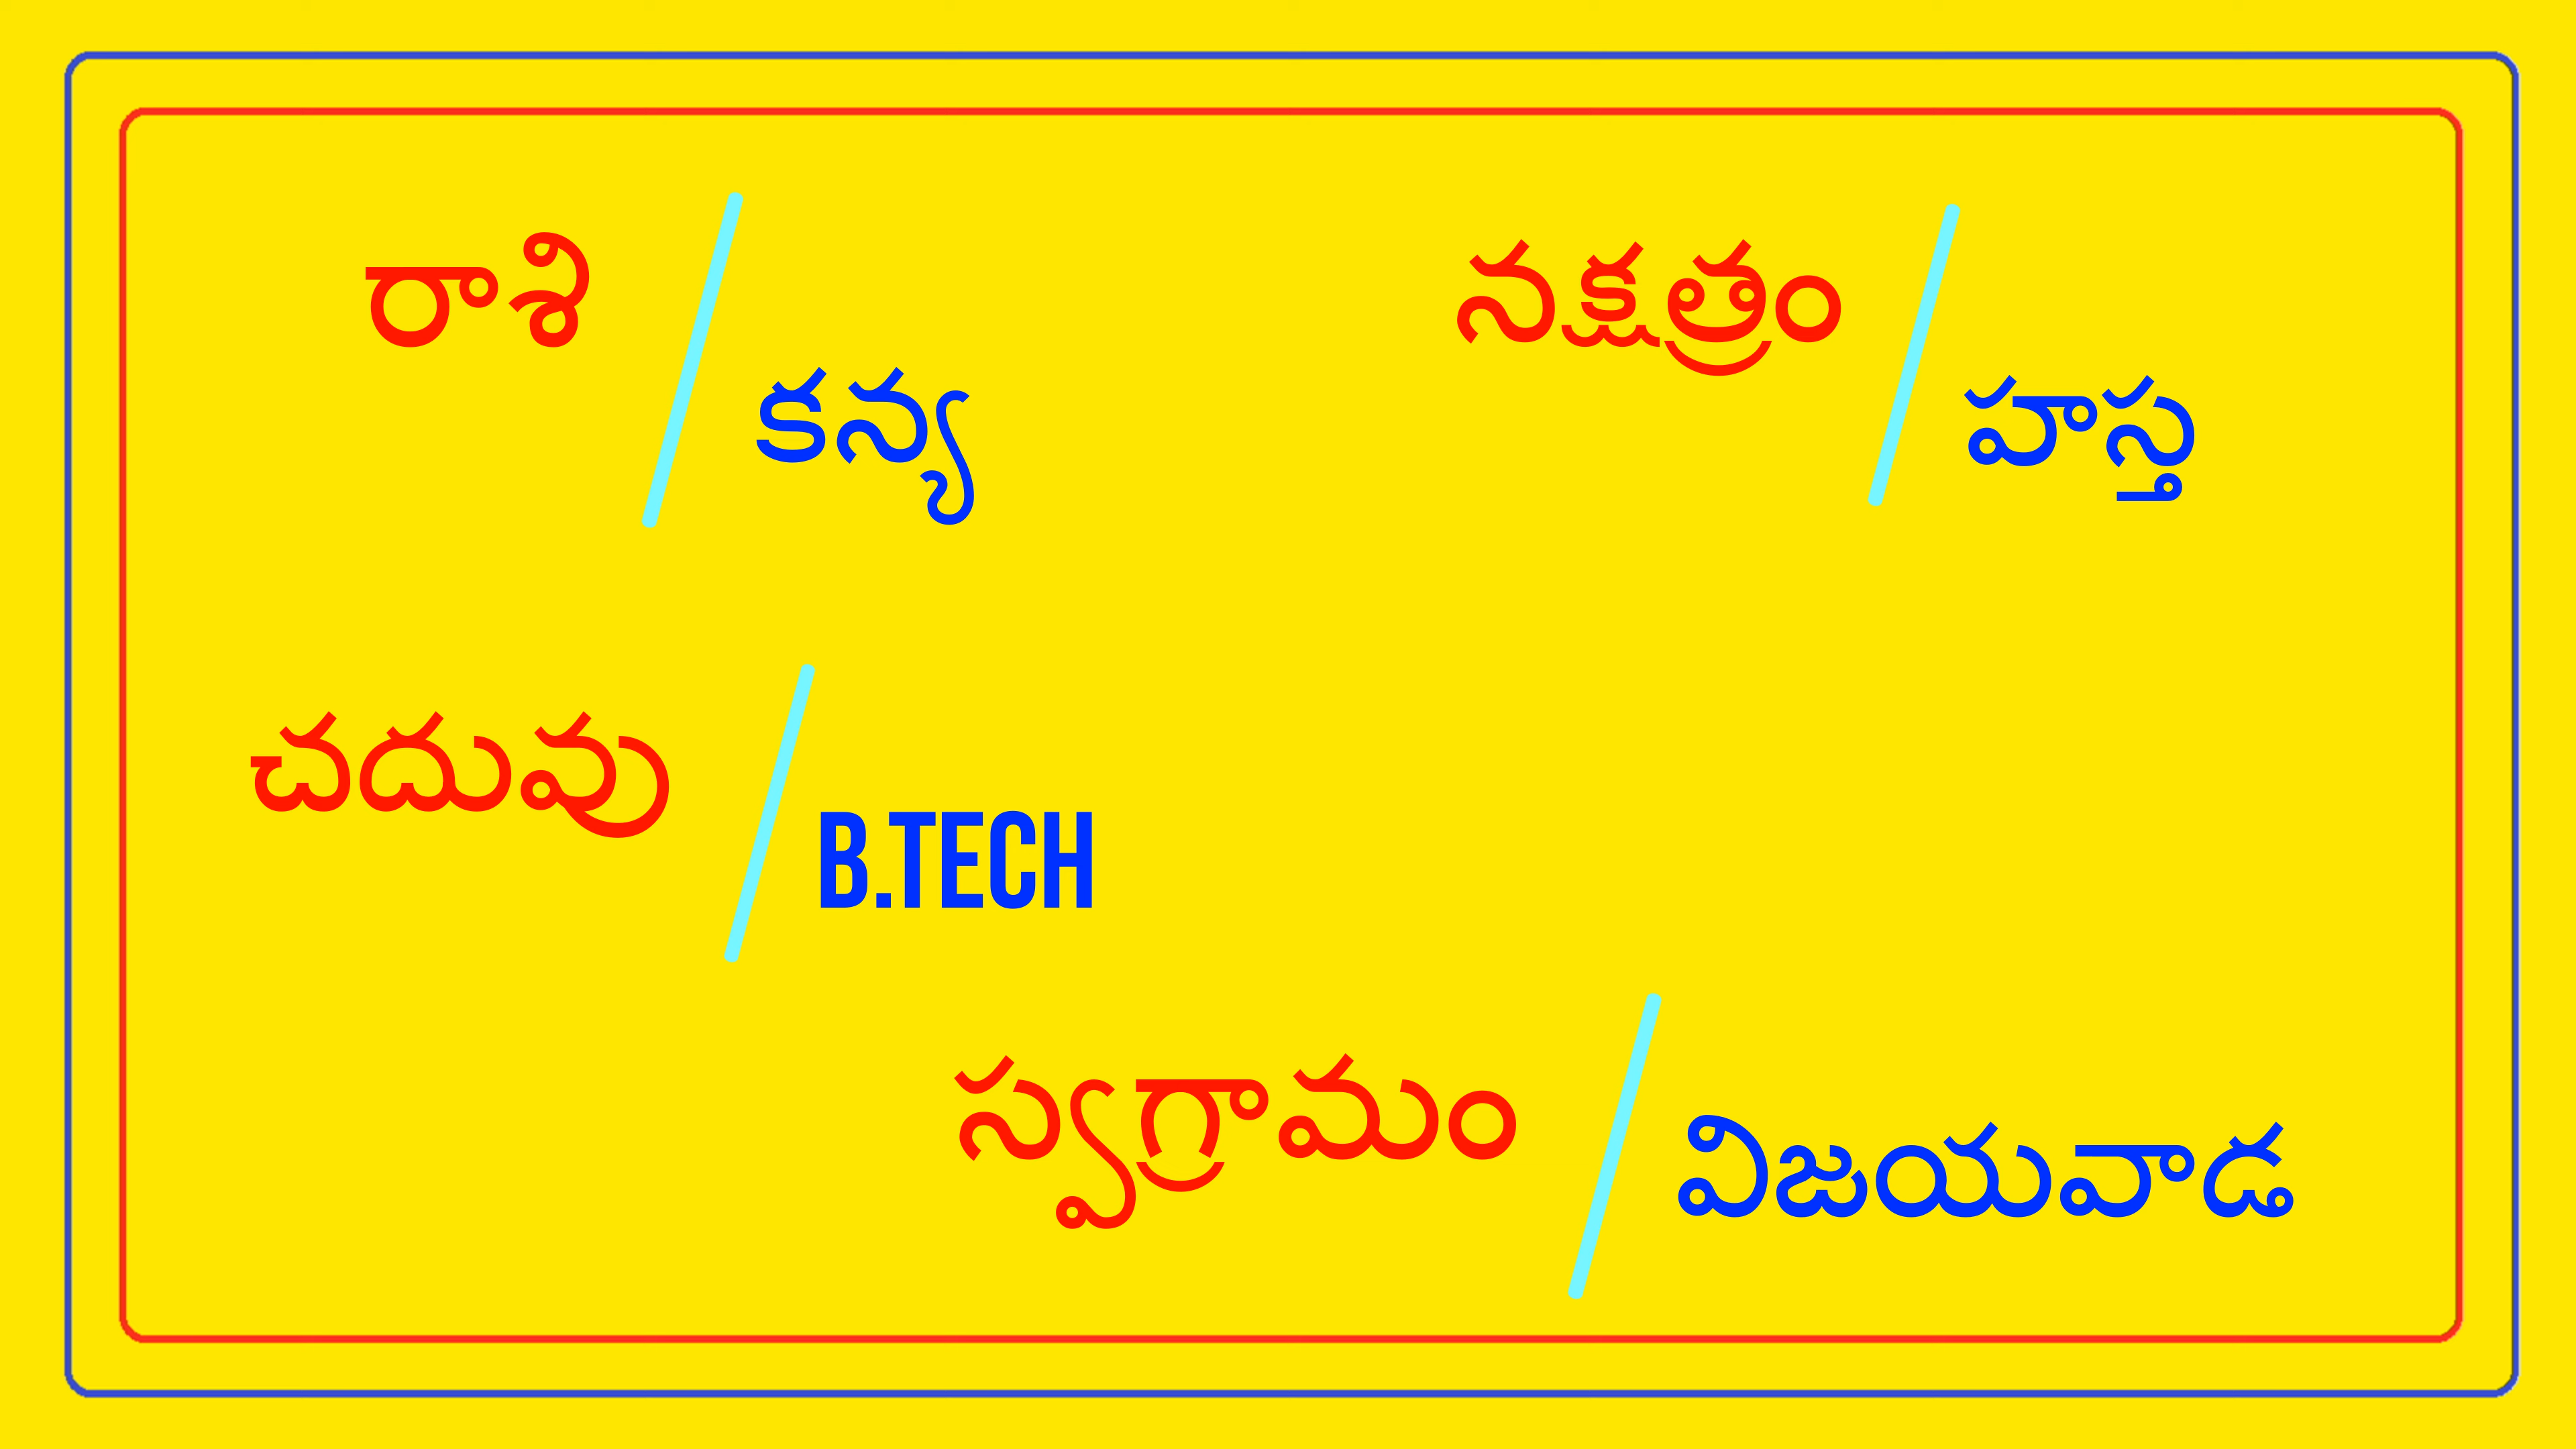 రాశి / కన్య
నక్షత్రం / హస్త
చదువు / B.TECH
స్వగ్రామం / విజయవాడ